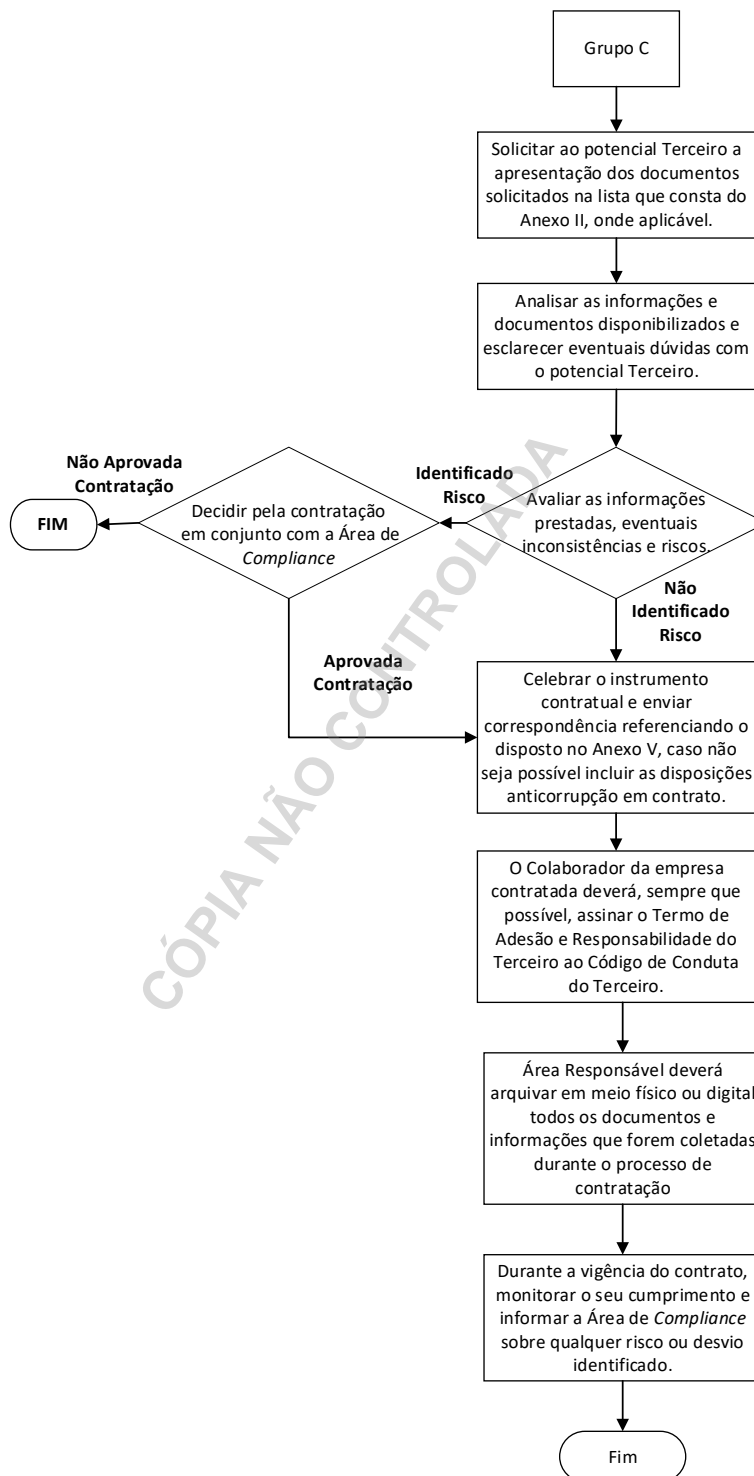 Grupo C
Solicitar ao potencial Terceiro a
apresentação dos documentos
solicitados na lista que consta do
Anexo II, onde aplicável.
Analisar as informações e
documentos disponibilizados e
esclarecer eventuais dúvidas com
o potencial Terceiro.
Avaliar as informações
prestadas, eventuais
inconsistências e riscos.
Identificado
Risco
Decidir pela contratação
em conjunto com a Área de
Compliance
Não Aprovada
Contratação
FIM
Não
Identificado
Risco
Aprovada
Contratação
Celebrar o instrumento
contratual e enviar
correspondência referenciando o
disposto no Anexo V, caso não
seja possível incluir as disposições
anticorrupção em contrato.
O Colaborador da empresa
contratada deverá, sempre que
possível, assinar o Termo de
Adesão e Responsabilidade do
Terceiro ao Código de Conduta
do Terceiro.
Área Responsável deverá
arquivar em meio físico ou digital
todos os documentos e
informações que forem coletadas
durante o processo de
contratação
Durante a vigência do contrato,
monitorar o seu cumprimento e
informar a Área de Compliance
sobre qualquer risco ou desvio
identificado.
Fim
CÓPIA NÃO CONTROLADA